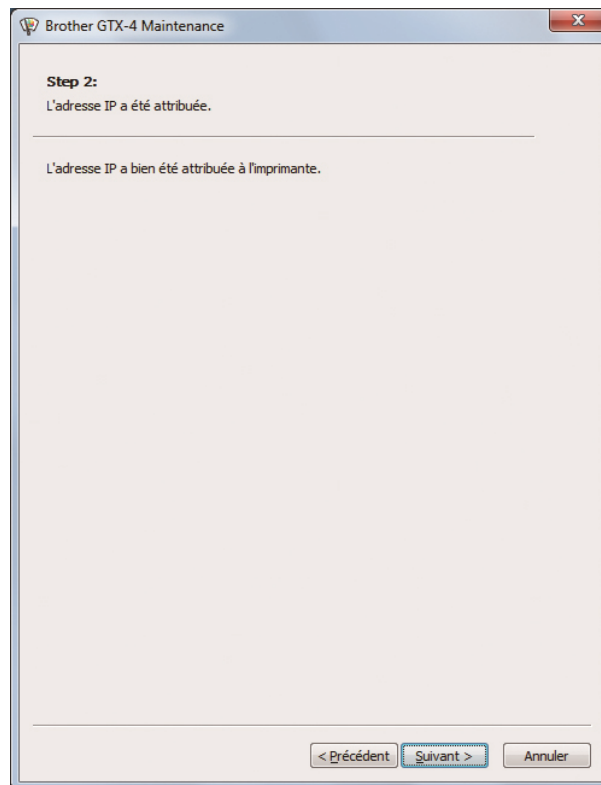 Brother GTX-4 Maintenance
Step 2:
L'adresse IP a été attribuée.
L'adresse IP a bien été attribuée à l'imprimante.
< Précédent
Suivant >
Annuler